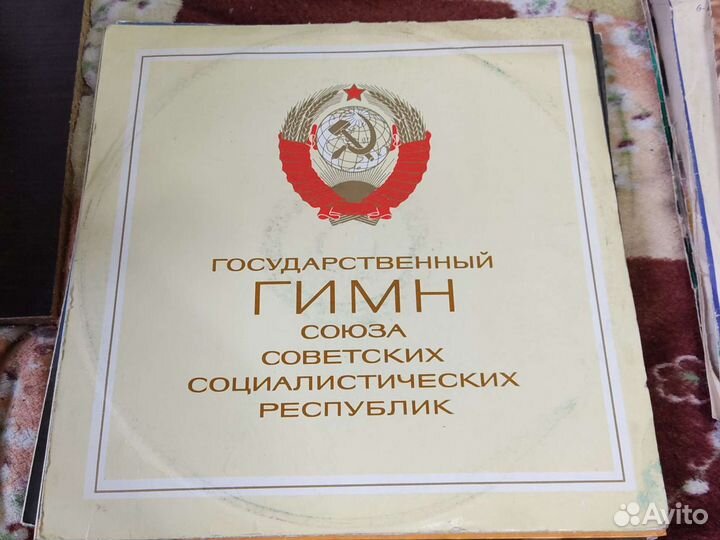 ГОСУДАРСТВЕННЫЙ
ГИМН
СОЮЗА
СОВЕТСКИХ
СОЦИАЛИСТИЧЕСКИХ
РЕСПУБЛИК
Avito